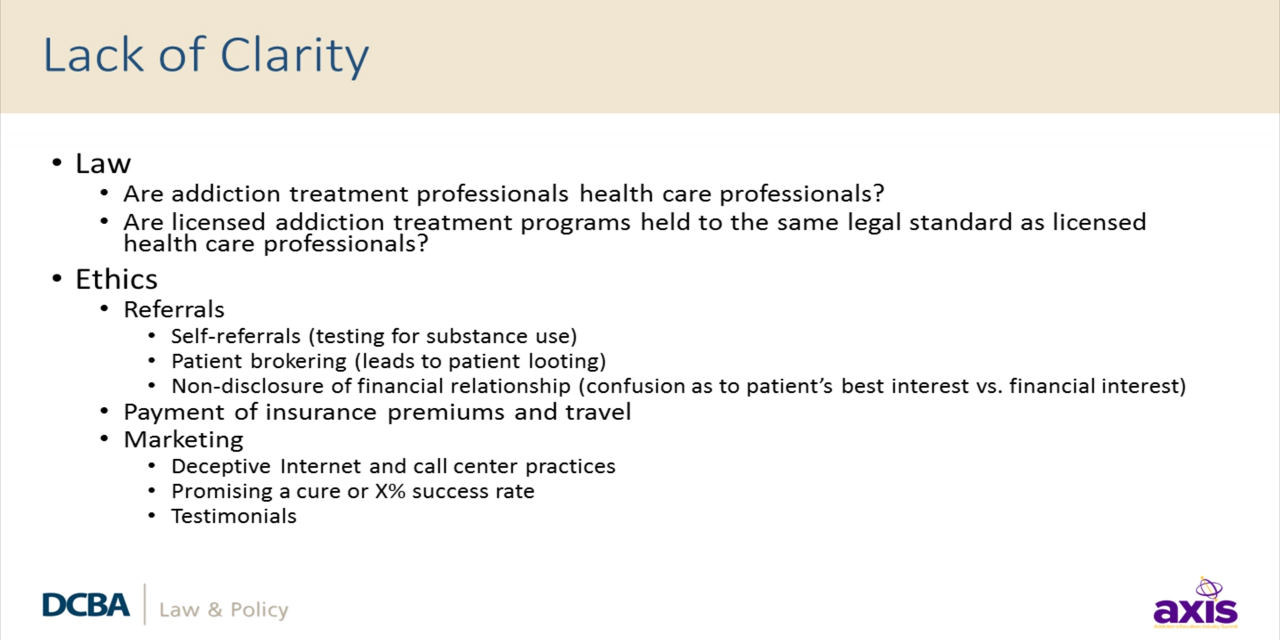 Lack of Clarity
• Law
• Are addiction treatment professionals health care professionals?
• Are licensed addiction treatment programs held to the same legal standard as licensed
health care professionals?
• Ethics
• Referrals
• Self-referrals (testing for substance use)
• Patient brokering (leads to patient looting)
• Non-disclosure of financial relationship (confusion as to patient’s best interest vs. financial interest)
• Payment of insurance premiums and travel
• Marketing
• Deceptive Internet and call center practices
• Promising a cure or X% success rate
• Testimonials
DCBA | Law & Policy
axis